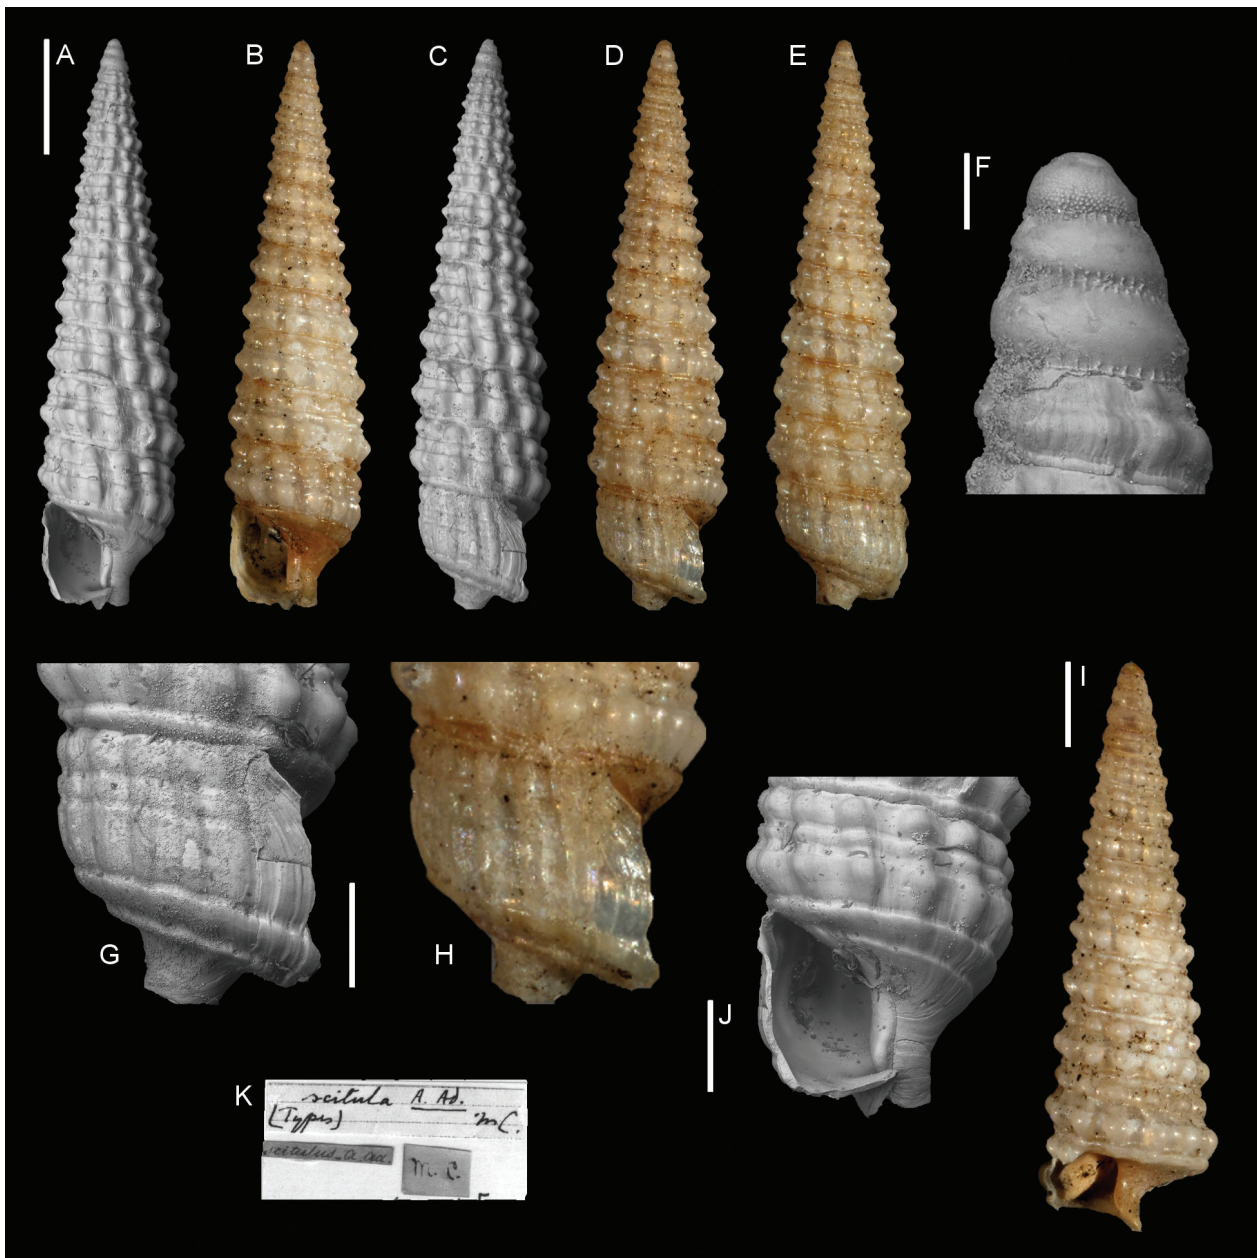 A
B
C
D
E
F
G
H
I
J
K
scitula A. Ad.
(Types) M C.
scitulus A. Ad.
M. C.